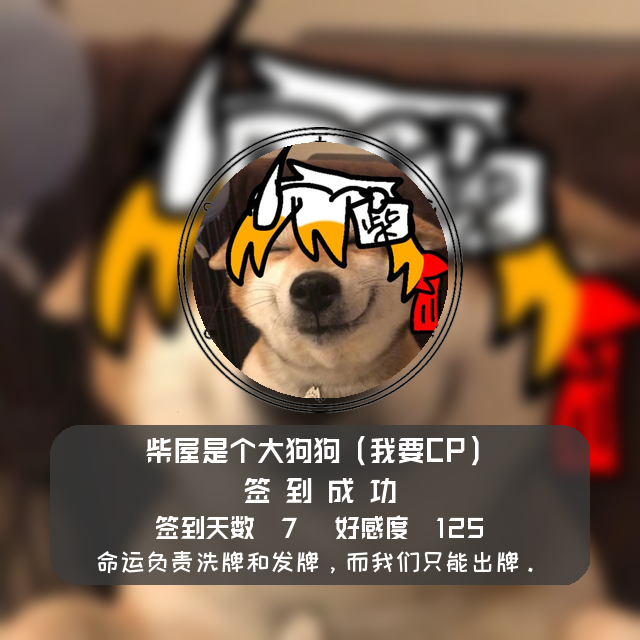 柴
柴屋是个大狗狗（我要CP）
签到成功
签到天数 7 好感度 125
命运负责洗牌和发牌，而我们只能出牌。